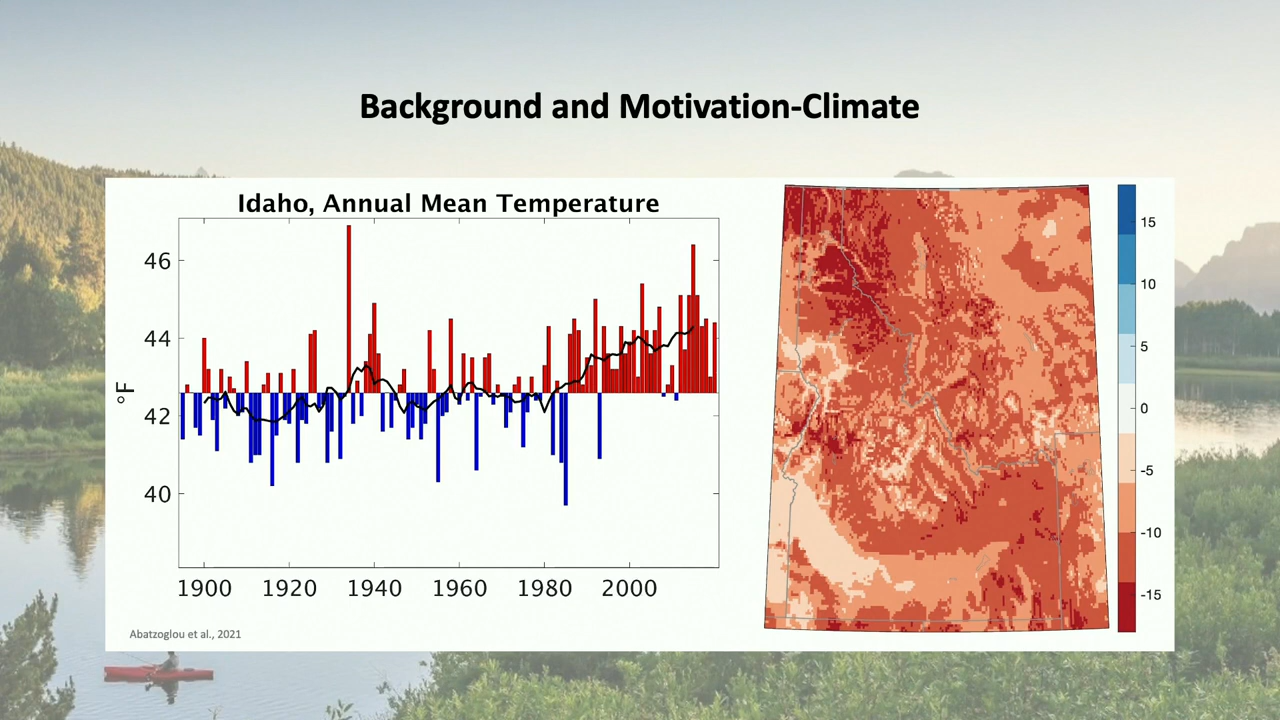 Background and Motivation-Climate
Idaho, Annual Mean Temperature
°F
46
44
42
40
1900 1920 1940 1960 1980 2000
Abatzoglou et al., 2021
15
10
5
0
-5
-10
-15